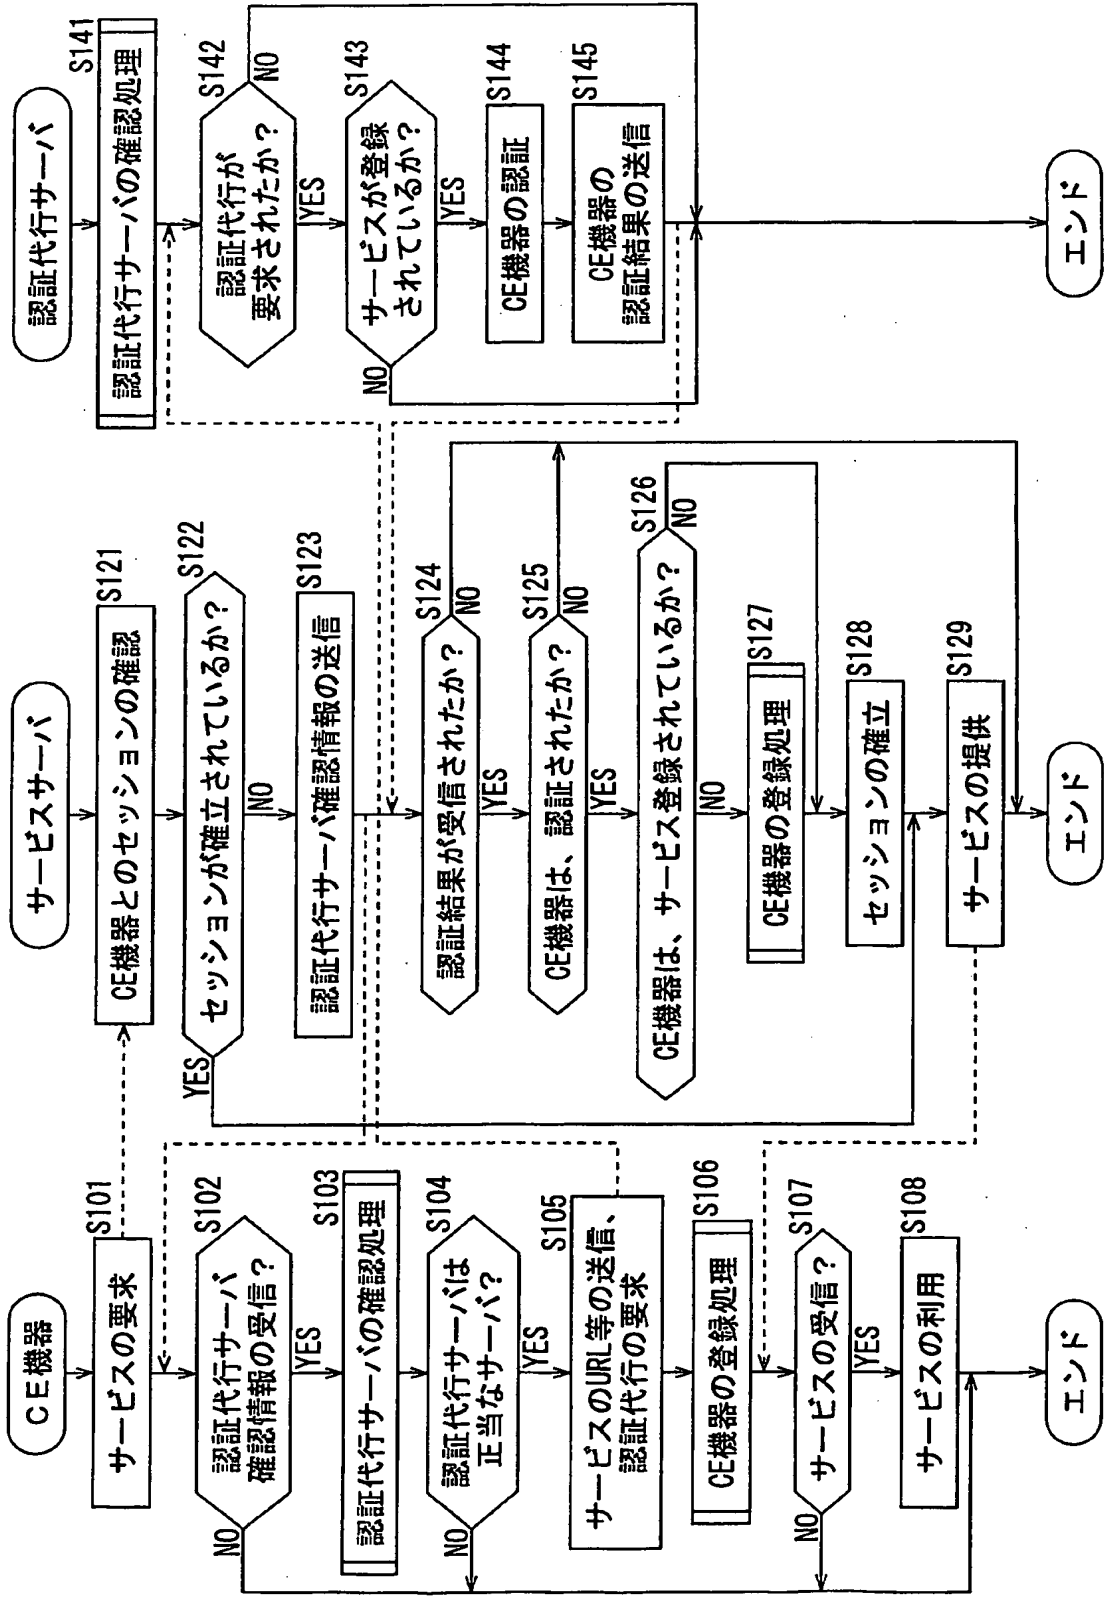 CE機器
サービスの要求
S101
認証代行サーバ
確認情報の受信?
S102
NO
YES
認証代行サーバの確認処理
S103
認証代行サーバは
正当なサーバ?
S104
NO
YES
サービスのURL等の送信、
認証代行の要求
S105
CE機器の登録処理
S106
サービスの受信?
S107
NO
YES
サービスの利用
S108
エンド
サービスサーバ
CE機器とのセッションの確認
S121
セッションが確立されているか?
S122
YES
NO
認証代行サーバ確認情報の送信
S123
認証結果が受信されたか?
S124
NO
YES
CE機器は、認証されたか?
S125
NO
YES
CE機器は、サービス登録されているか?
S126
NO
NO
CE機器の登録処理
S127
セッションの確立
S128
サービスの提供
S129
エンド
認証代行サーバ
認証代行サーバの確認処理
S141
認証代行が
要求されたか?
S142
NO
YES
サービスが登録
されているか?
S143
NO
YES
CE機器の認証
S144
CE機器の
認証結果の送信
S145
エンド